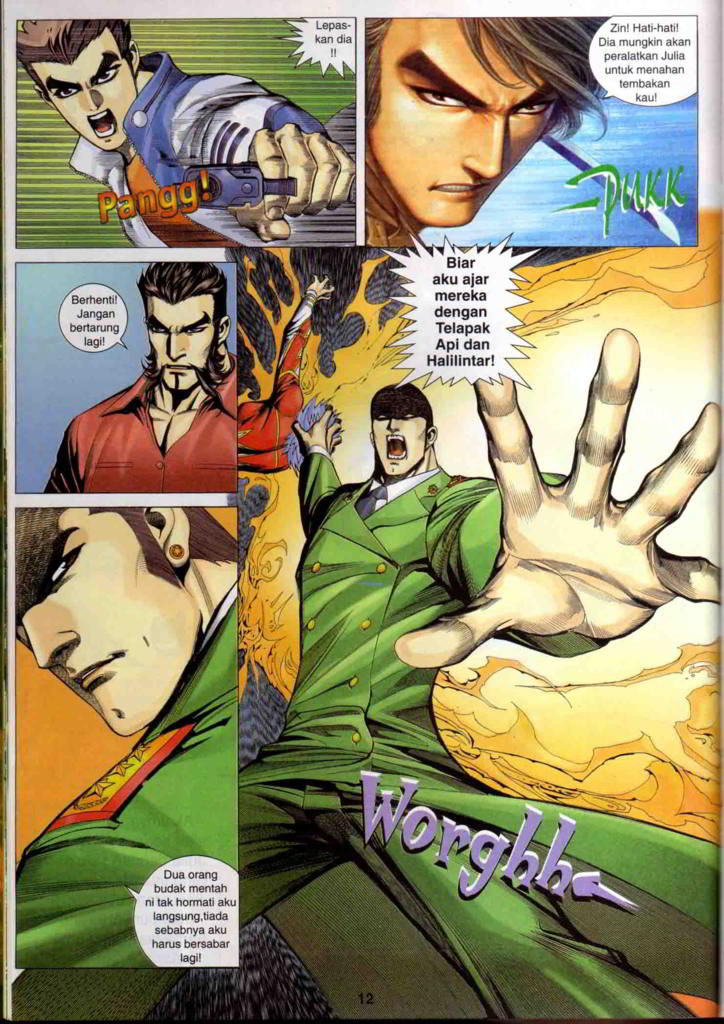 Lepas-
kan dia
!!
Pangg!
Zin! Hati-hati!
Dia mungkin akan
peralatkan Julia
untuk menahan
tembakan
kau!
PUKK
Berhenti!
Jangan
bertarung
lagi!
Biar
aku ajar
mereka
dengan
Telapak
Api dan
Halilintar!
Dua orang
budak mentah
ni tak hormati aku
langsung,tiada
sebabnya aku
harus bersabar
lagi!
Worghh
12